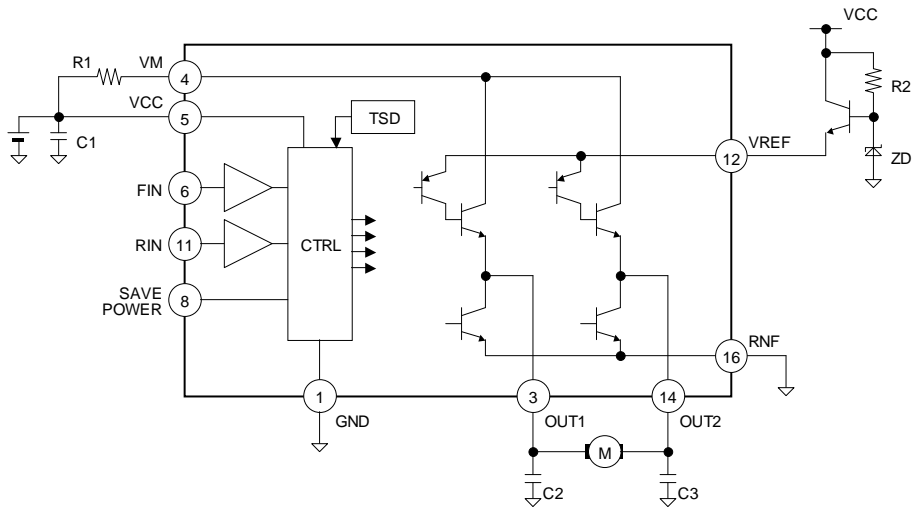 VCC
R1
VM
4
R2
VCC
5
TSD
C1
VREF
12
ZD
FIN
6
RIN
11
CTRL
SAVE
POWER
8
RNF
16
1
GND
3
OUT1
14
OUT2
M
C2
C3